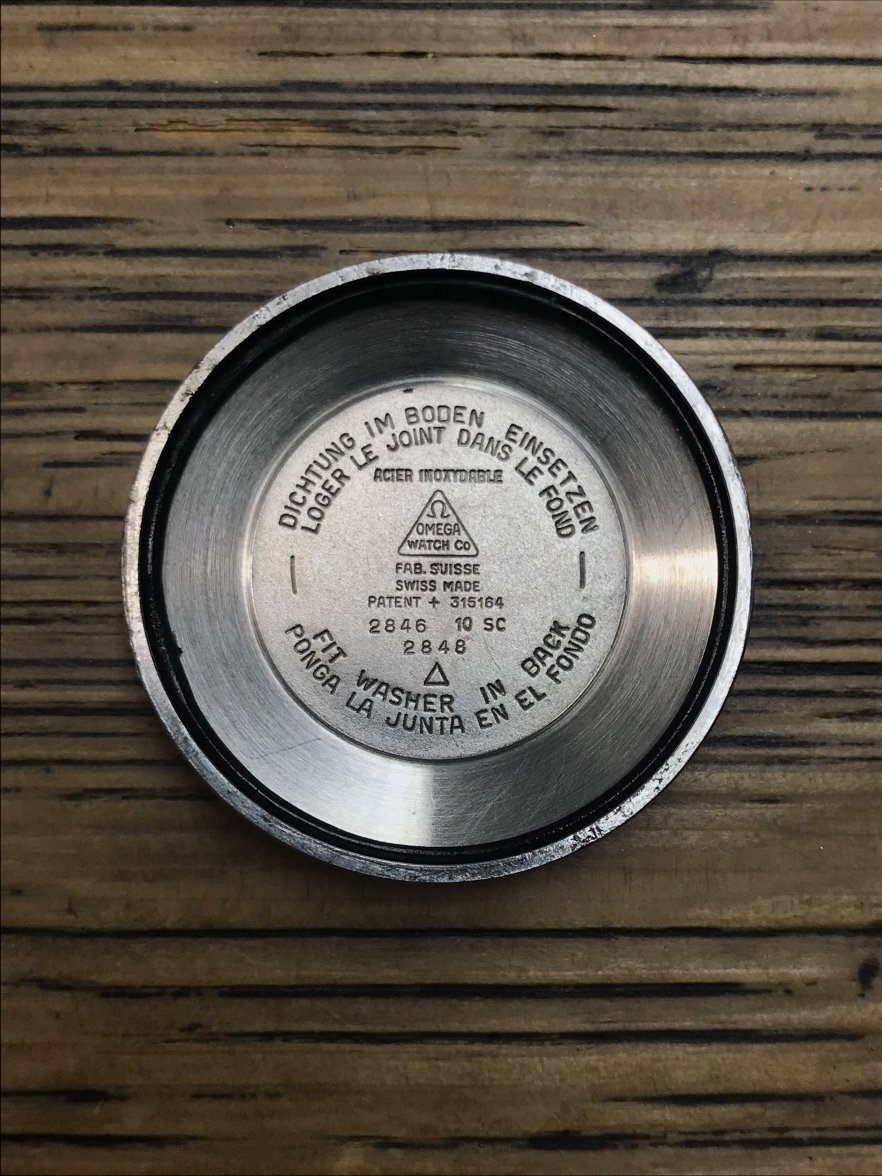 DICHTUNG IM BODEN EINSETZEN
LOGER LE JOINT DANS LE FOND
ACIER INOXYDABLE
Ω
OMEGA
WATCH Co
FAB. SUISSE
SWISS MADE
PATENT + 315164
2846 10 SC
2848
FIT WASHER IN BACK
PONGA LA JUNTA EN EL FONDO